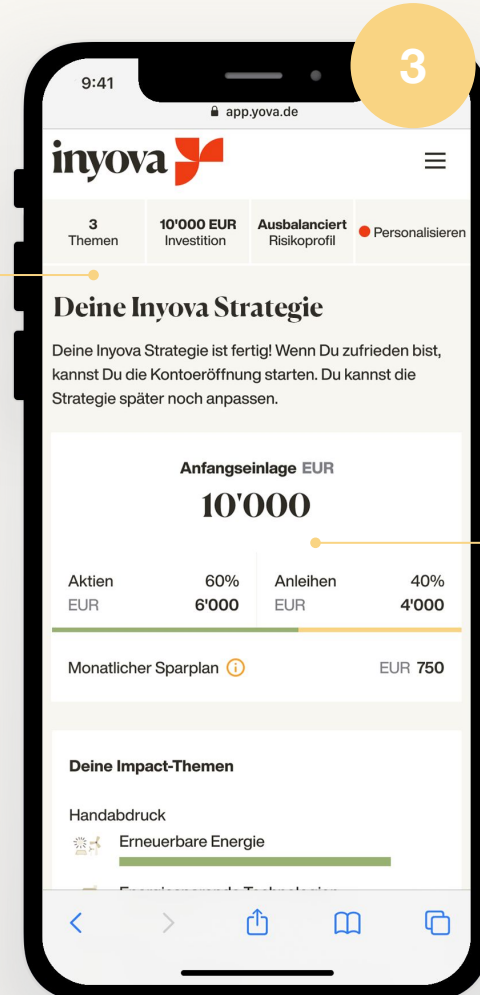 3
9:41
app.yova.de
inyova
3
Themen
10'000 EUR
Investition
Ausbalanciert
Risikoprofil
Personalisieren
Deine Inyova Strategie
Deine Inyova Strategie ist fertig! Wenn Du zufrieden bist,
kannst Du die Kontoeröffnung starten. Du kannst die
Strategie später noch anpassen.
Anfangseinlage EUR
10'000
Aktien 60%
EUR 6'000
Anleihen 40%
EUR 4'000
Monatlicher Sparplan EUR 750
Deine Impact-Themen
Handabdruck
Erneuerbare Energie